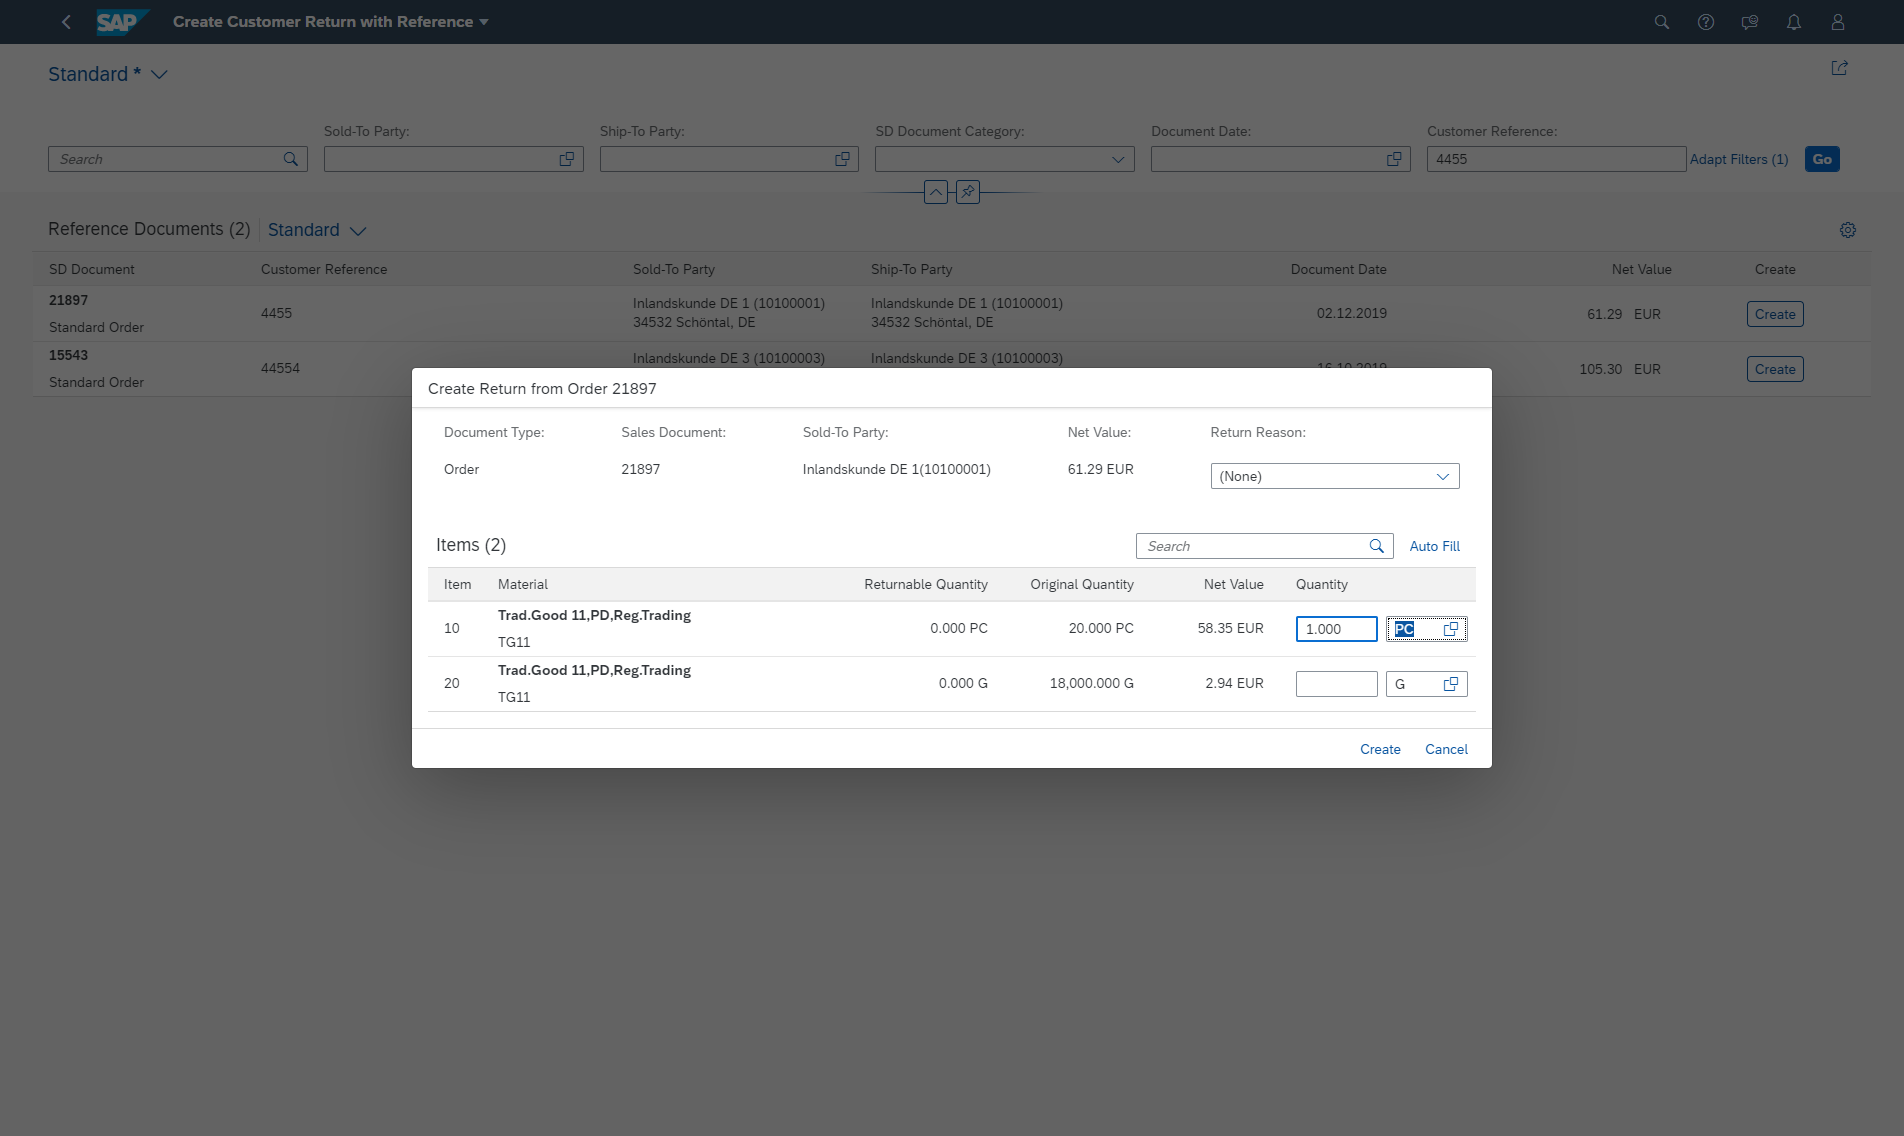 SAP
Create Customer Return with Reference
Standard *
Sold-To Party:
Ship-To Party:
SD Document Category:
Document Date:
Customer Reference:
Search
4455
Adapt Filters (1)
Go
Reference Documents (2)
Standard
SD Document
Customer Reference
Sold-To Party
Ship-To Party
Document Date
Net Value
Create
21897
Standard Order
4455
Inlandskunde DE 1 (10100001)
34532 Schöntal, DE
Inlandskunde DE 1 (10100001)
34532 Schöntal, DE
02.12.2019
61.29 EUR
Create
15543
Standard Order
44554
Inlandskunde DE 3 (10100003)
Inlandskunde DE 3 (10100003)
16.10.2019
105.30 EUR
Create
Create Return from Order 21897
Document Type:
Sales Document:
Sold-To Party:
Net Value:
Return Reason:
Order
21897
Inlandskunde DE 1(10100001)
61.29 EUR
(None)
Items (2)
Search
Auto Fill
Item
Material
Returnable Quantity
Original Quantity
Net Value
Quantity
10
Trad.Good 11,PD,Reg.Trading
TG11
0.000 PC
20.000 PC
58.35 EUR
1.000
PC
20
Trad.Good 11,PD,Reg.Trading
TG11
0.000 G
18,000.000 G
2.94 EUR
G
Create
Cancel